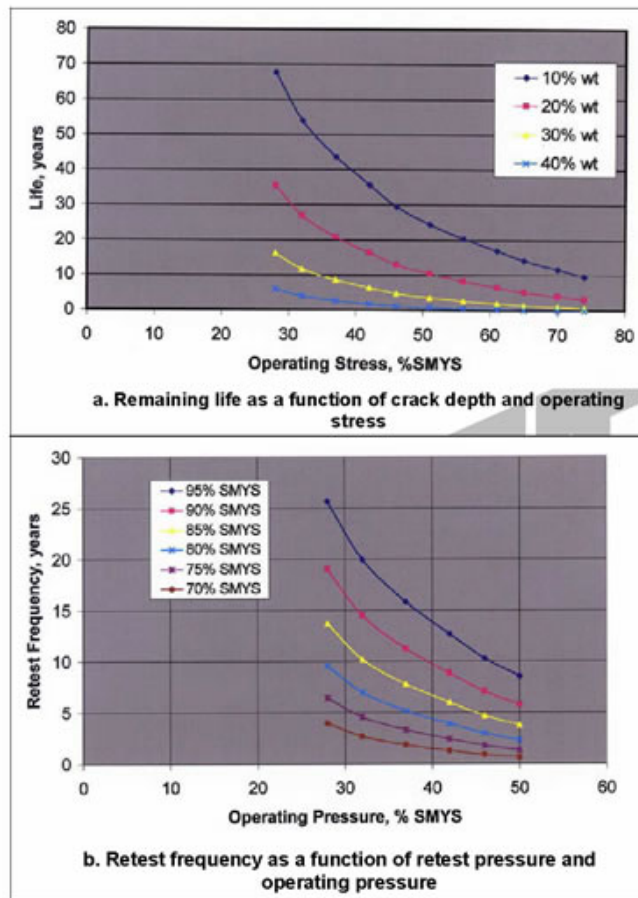 80
70
60
50
40
30
20
10
0
Life, years
10% wt
20% wt
30% wt
40% wt
0 10 20 30 40 50 60 70 80
Operating Stress, %SMYS
a. Remaining life as a function of crack depth and operating
stress
30
25
20
15
10
5
0
Retest Frequency, years
95% SMYS
90% SMYS
85% SMYS
80% SMYS
75% SMYS
70% SMYS
0 10 20 30 40 50 60
Operating Pressure, % SMYS
b. Retest frequency as a function of retest pressure and
operating pressure